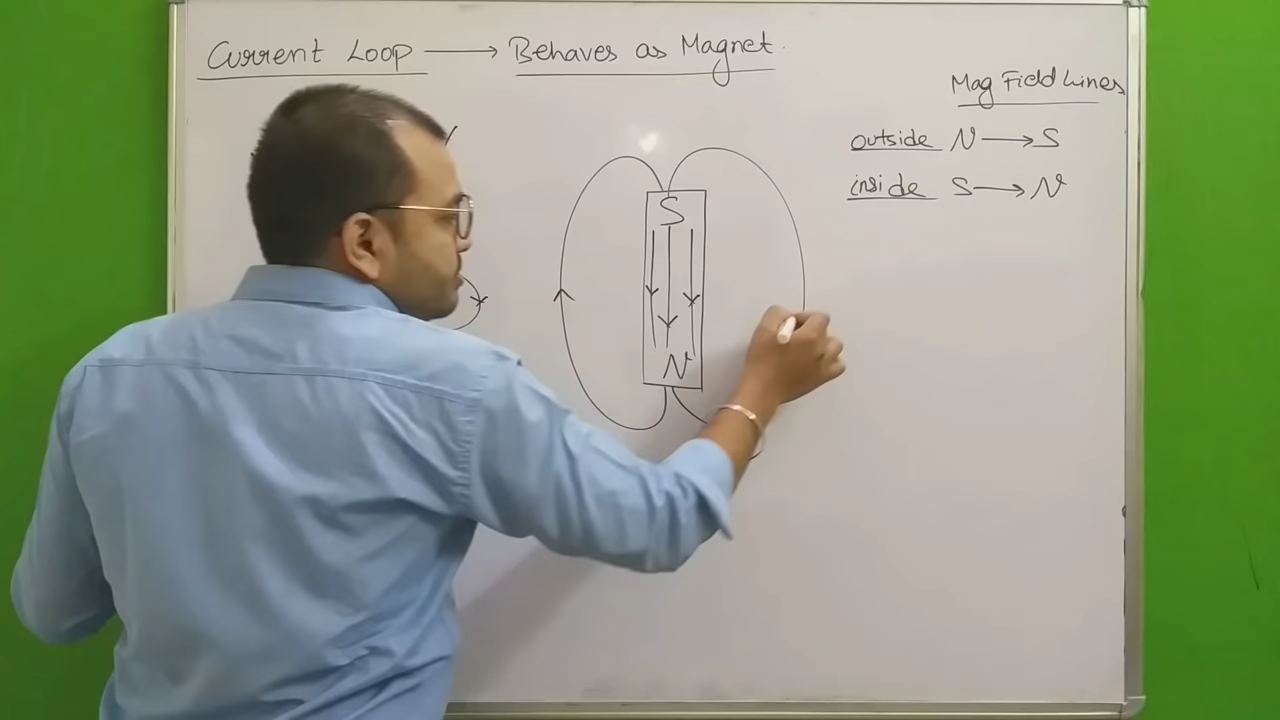 Current Loop ⟶ Behaves as Magnet.
Mag Field Lines
outside N ⟶ S
inside S ⟶ N
S
N